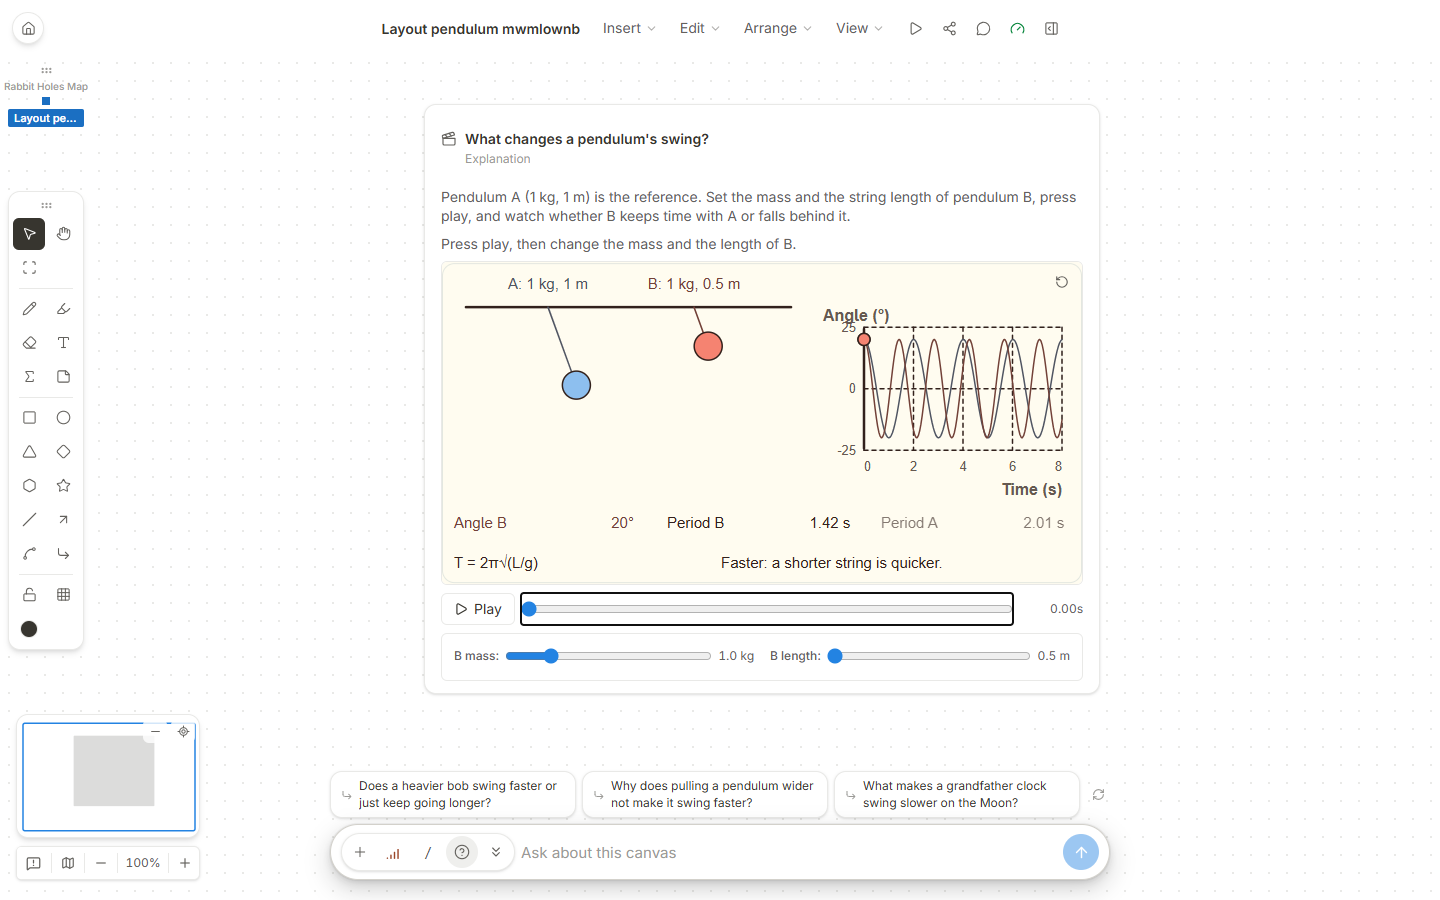 Layout pendulum mwmlownb
Insert
Edit
Arrange
View
Rabbit Holes Map
Layout pe...
What changes a pendulum's swing?
Explanation
Pendulum A (1 kg, 1 m) is the reference. Set the mass and the string length of pendulum B, press
play, and watch whether B keeps time with A or falls behind it.
Press play, then change the mass and the length of B.
A: 1 kg, 1 m
B: 1 kg, 0.5 m
Angle (°)
25
0
-25
0 2 4 6 8
Time (s)
Angle B 20°
Period B 1.42 s
Period A 2.01 s
T = 2π√(L/g)
Faster: a shorter string is quicker.
Play
0.00s
B mass: 1.0 kg
B length: 0.5 m
Does a heavier bob swing faster or
just keep going longer?
Why does pulling a pendulum wider
not make it swing faster?
What makes a grandfather clock
swing slower on the Moon?
/
Ask about this canvas
100%